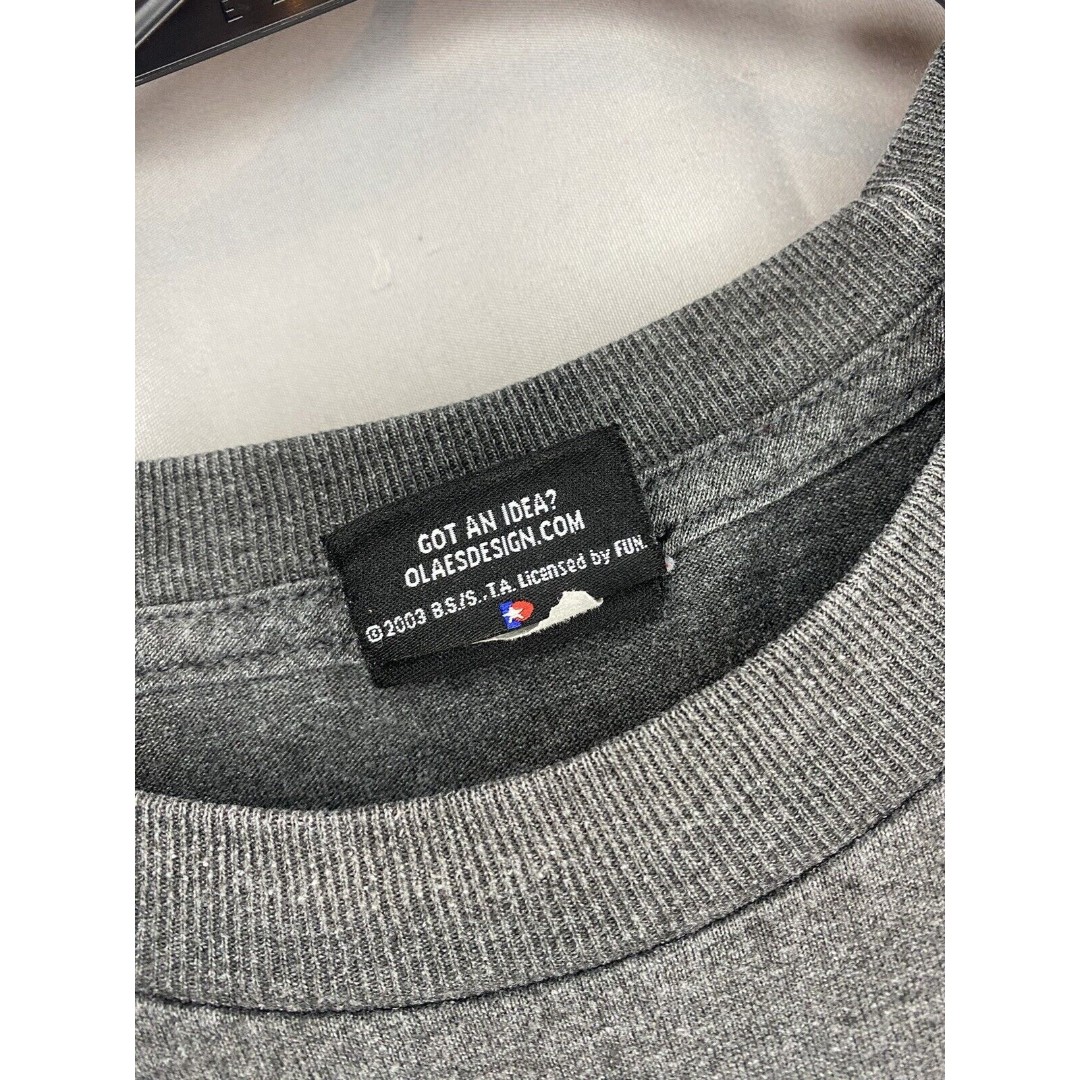 GOT AN IDEA?
OLAESDESIGN.COM
©2003 B.S./S..T.A. Licensed by FUN.